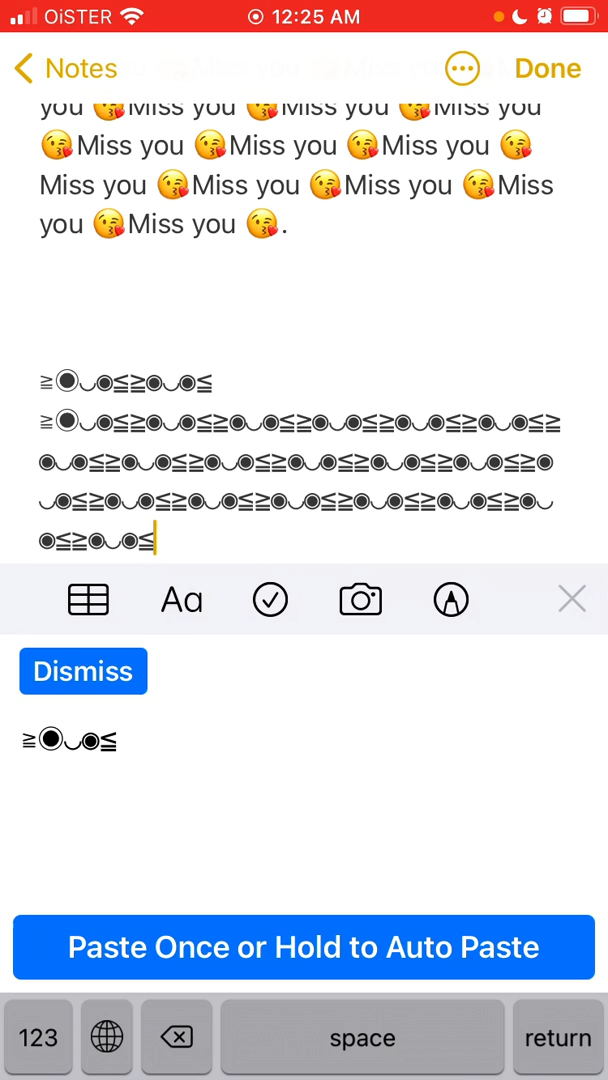 OiSTER 12:25 AM
Notes Done
you 😘Miss you 😘Miss you 😘Miss you
😘Miss you 😘Miss you 😘Miss you 😘
Miss you 😘Miss you 😘Miss you 😘Miss
you 😘Miss you 😘.
≧◉◡◉≦≧◉◡◉≦
≧◉◡◉≦≧◉◡◉≦≧◉◡◉≦≧◉◡◉≦≧◉◡◉≦≧◉◡◉≦≧
◉◡◉≦≧◉◡◉≦≧◉◡◉≦≧◉◡◉≦≧◉◡◉≦≧◉◡◉≦≧◉
◡◉≦≧◉◡◉≦≧◉◡◉≦≧◉◡◉≦≧◉◡◉≦≧◉◡◉≦≧◉◡
◉≦≧◉◡◉≦
Aa
Dismiss
≧◉◡◉≦
Paste Once or Hold to Auto Paste
123 space return